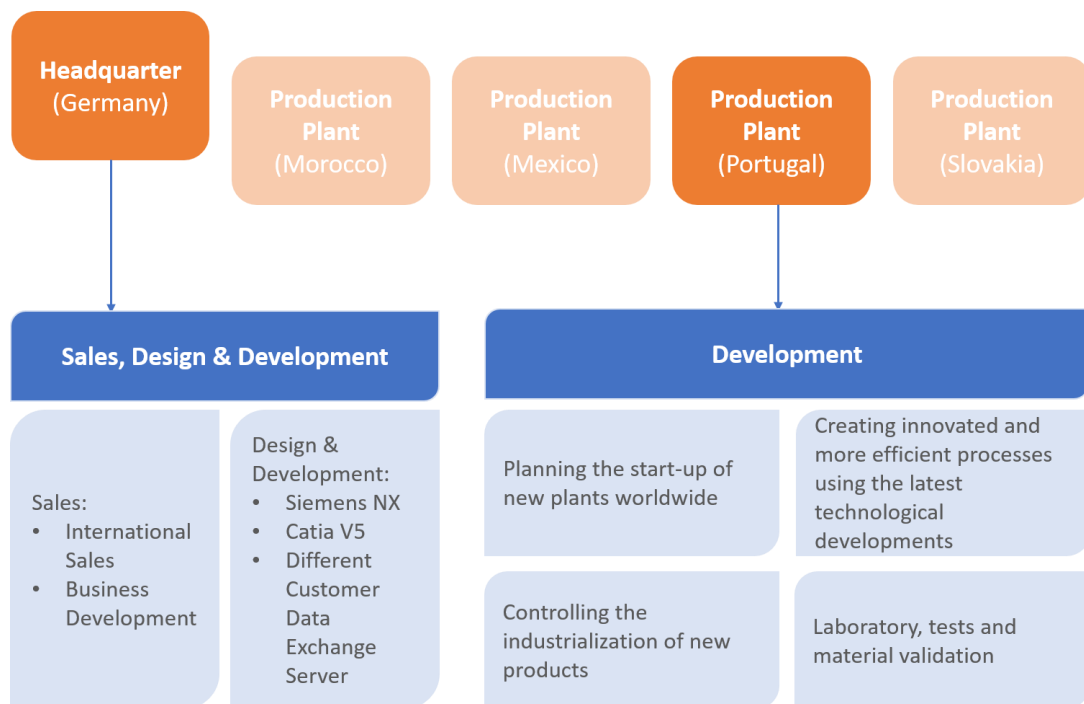 Headquarter
(Germany)
Production
Plant
(Morocco)
Production
Plant
(Mexico)
Production
Plant
(Portugal)
Production
Plant
(Slovakia)
Sales, Design & Development
Development
Sales:
• International
Sales
• Business
Development
Design &
Development:
• Siemens NX
• Catia V5
• Different
Customer
Data
Exchange
Server
Planning the start-up of
new plants worldwide
Creating innovated and
more efficient processes
using the latest
technological
developments
Controlling the
industrialization of new
products
Laboratory, tests and
material validation